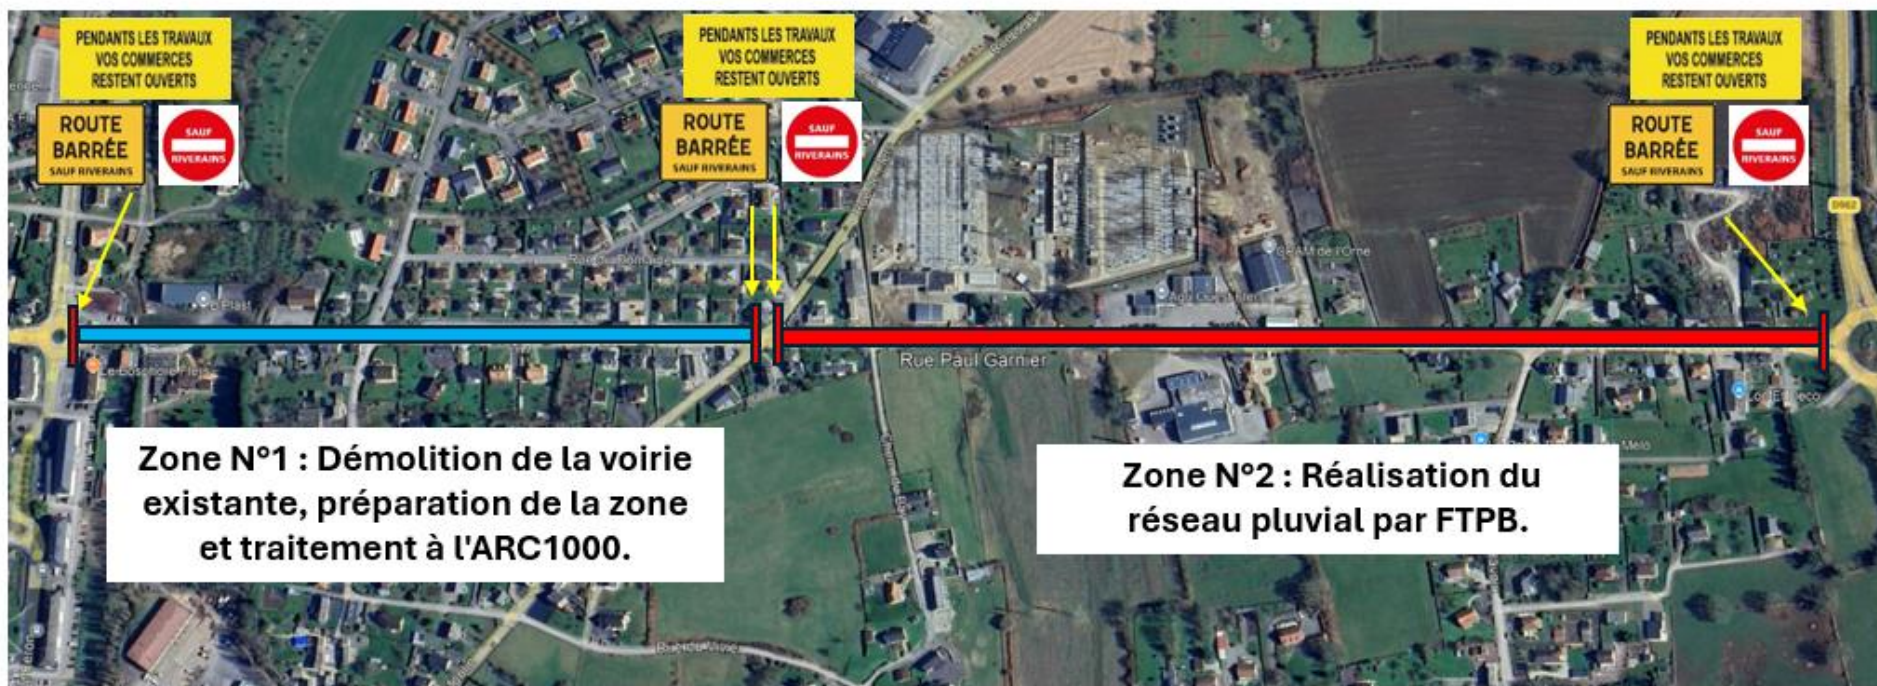 PENDANTS LES TRAVAUX
VOS COMMERCES
RESTENT OUVERTS
ROUTE
BARRÉE
SAUF RIVERAINS
SAUF
RIVERAINS
PENDANTS LES TRAVAUX
VOS COMMERCES
RESTENT OUVERTS
ROUTE
BARRÉE
SAUF RIVERAINS
SAUF
RIVERAINS
PENDANTS LES TRAVAUX
VOS COMMERCES
RESTENT OUVERTS
ROUTE
BARRÉE
SAUF RIVERAINS
SAUF
RIVERAINS
D962
de l'Orne
Rue Paul Garnier
Zone N°1 : Démolition de la voirie
existante, préparation de la zone
et traitement à l'ARC1000.
Zone N°2 : Réalisation du
réseau pluvial par FTPB.